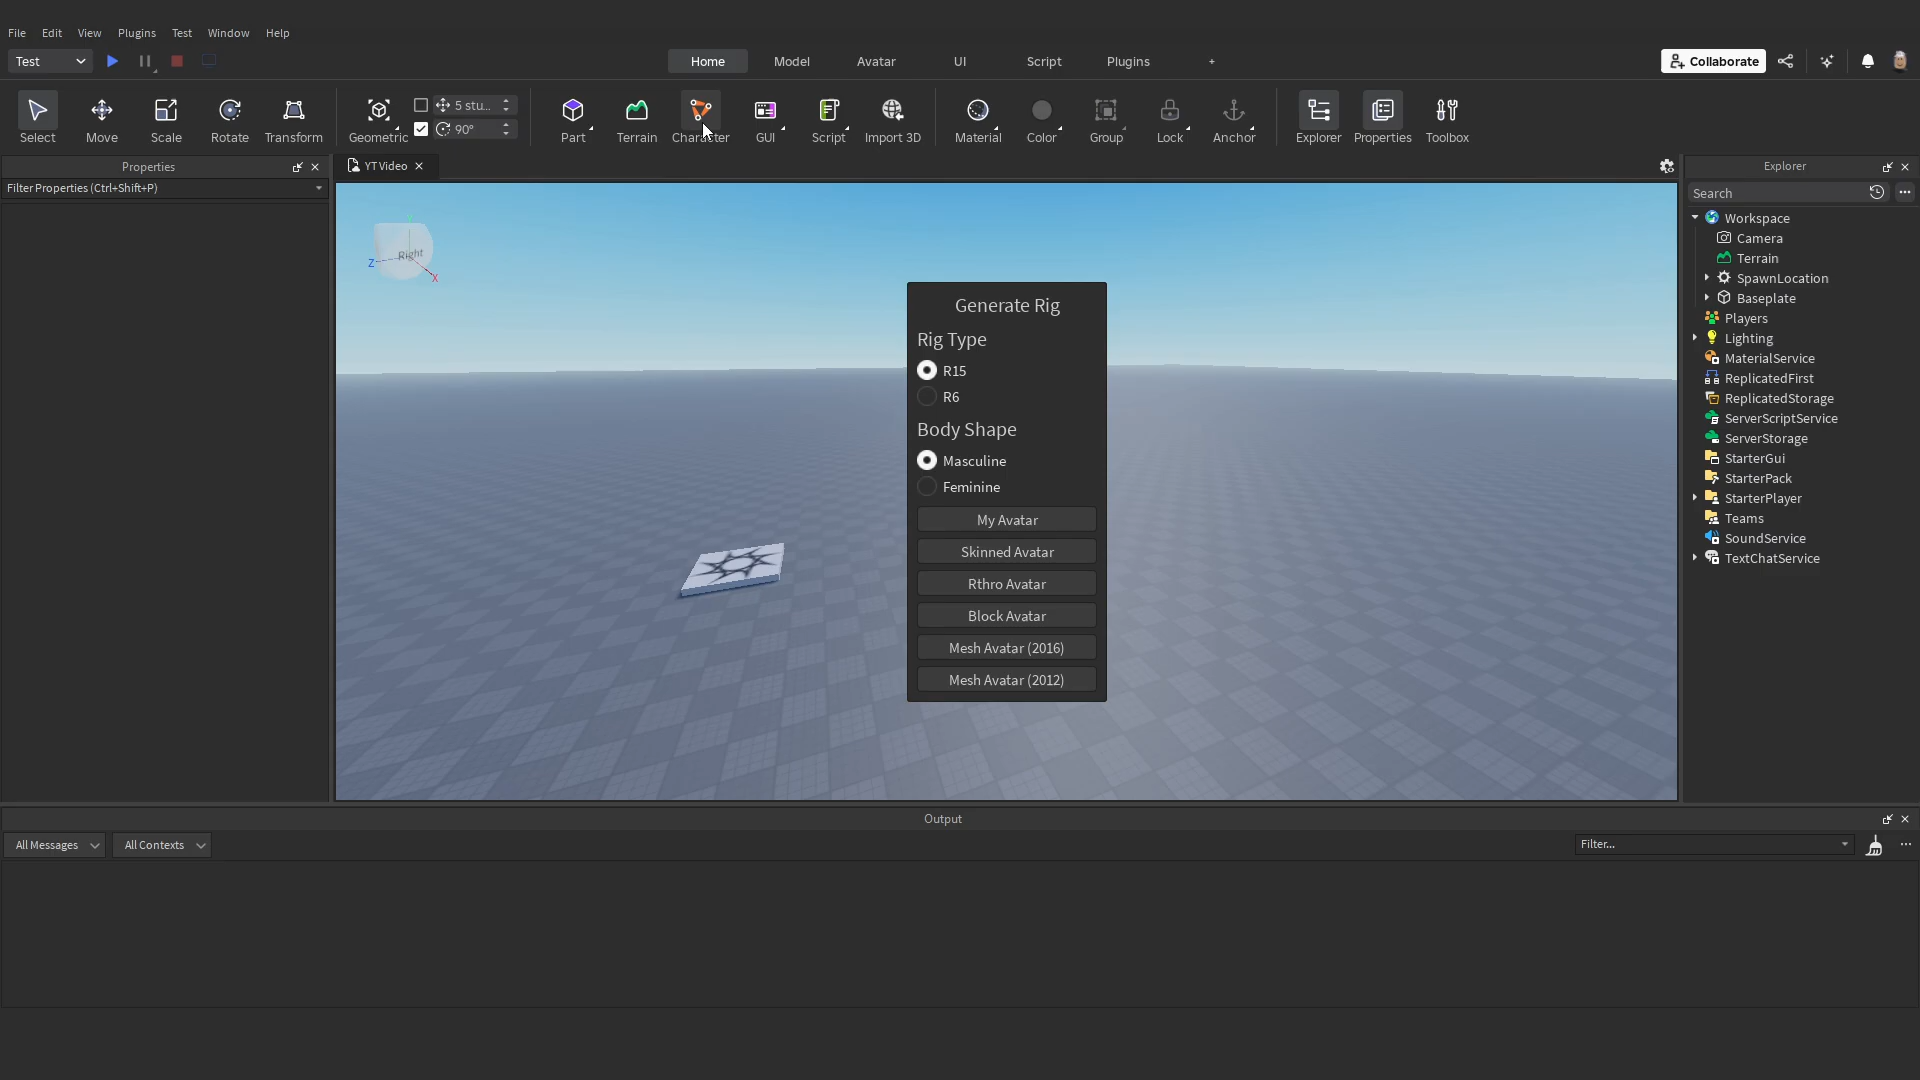 File Edit View Plugins Test Window Help
Test Home Model Avatar UI Script Plugins + Collaborate
5 stu...
90°
Select Move Scale Rotate Transform Geometric Part Terrain Character GUI Script Import 3D Material Color Group Lock Anchor Explorer Properties Toolbox
Properties
Filter Properties (Ctrl+Shift+P)
YT Video
Right
Z
X
Generate Rig
Rig Type
R15
R6
Body Shape
Masculine
Feminine
My Avatar
Skinned Avatar
Rthro Avatar
Block Avatar
Mesh Avatar (2016)
Mesh Avatar (2012)
Explorer
Search
Workspace
Camera
Terrain
SpawnLocation
Baseplate
Players
Lighting
MaterialService
ReplicatedFirst
ReplicatedStorage
ServerScriptService
ServerStorage
StarterGui
StarterPack
StarterPlayer
Teams
SoundService
TextChatService
Output
All Messages All Contexts Filter...